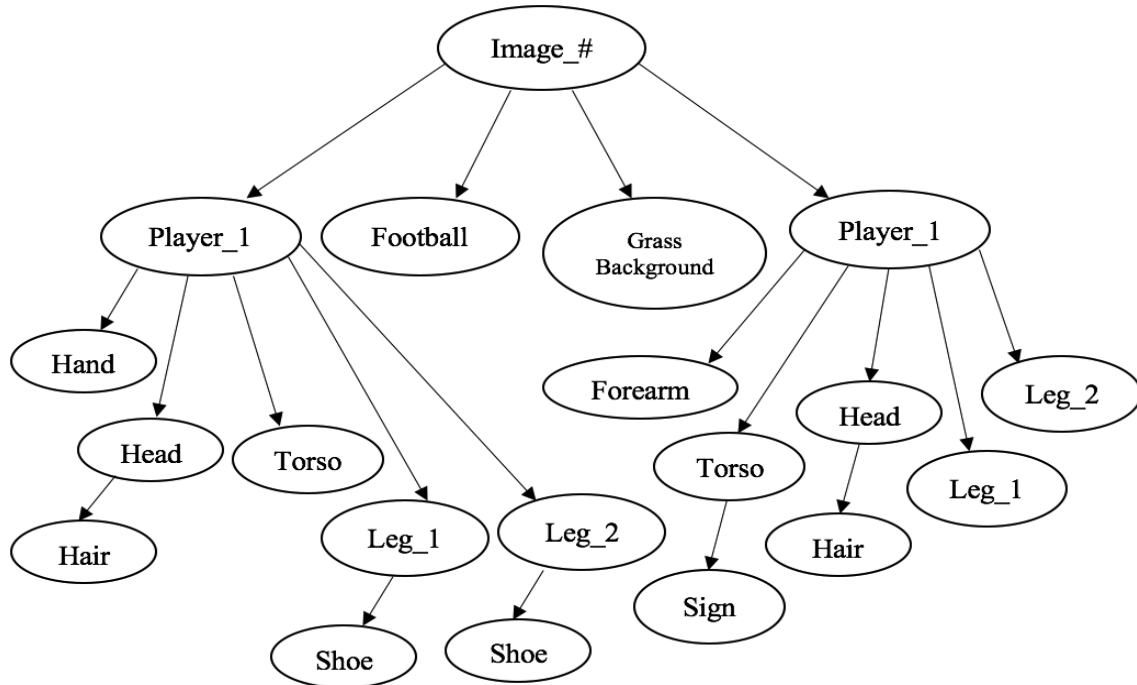 Image_#
Player_1
Football
Grass
Background
Player_1
Hand
Head
Torso
Leg_1
Leg_2
Forearm
Torso
Head
Leg_1
Leg_2
Hair
Shoe
Shoe
Sign
Hair